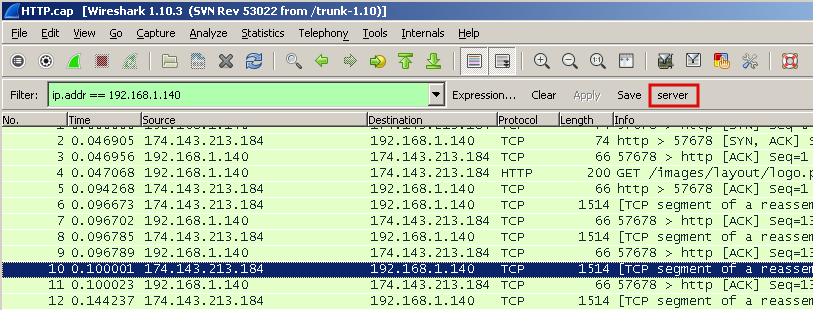 HTTP.cap [Wireshark 1.10.3 (SVN Rev 53022 from /trunk-1.10)]
File Edit View Go Capture Analyze Statistics Telephony Tools Internals Help
Filter: ip.addr == 192.168.1.140 Expression... Clear Apply Save server
No. Time Source Destination Protocol Length Info
2 0.046905 174.143.213.184 192.168.1.140 TCP 74 http > 57678 [SYN, ACK] S
3 0.046956 192.168.1.140 174.143.213.184 TCP 66 57678 > http [ACK] Seq=1
4 0.047068 192.168.1.140 174.143.213.184 HTTP 200 GET /images/layout/logo.p
5 0.094268 174.143.213.184 192.168.1.140 TCP 66 http > 57678 [ACK] Seq=1
6 0.096673 174.143.213.184 192.168.1.140 TCP 1514 [TCP segment of a reassem
7 0.096702 192.168.1.140 174.143.213.184 TCP 66 57678 > http [ACK] Seq=13
8 0.096785 174.143.213.184 192.168.1.140 TCP 1514 [TCP segment of a reassem
9 0.096789 192.168.1.140 174.143.213.184 TCP 66 57678 > http [ACK] Seq=13
10 0.100001 174.143.213.184 192.168.1.140 TCP 1514 [TCP segment of a reassem
11 0.100023 192.168.1.140 174.143.213.184 TCP 66 57678 > http [ACK] Seq=13
12 0.144237 174.143.213.184 192.168.1.140 TCP 1514 [TCP segment of a reassem